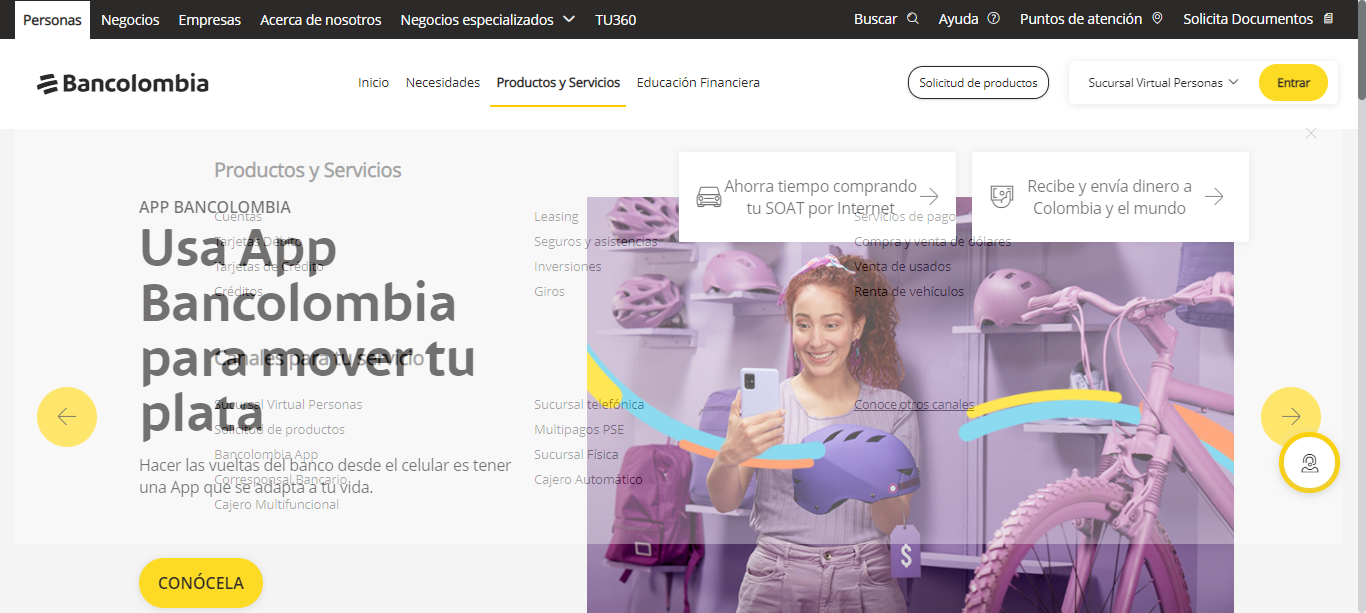 Personas Negocios Empresas Acerca de nosotros Negocios especializados TU360 Buscar Ayuda Puntos de atención Solicita Documentos
Bancolombia Inicio Necesidades Productos y Servicios Educación Financiera Solicitud de productos Sucursal Virtual Personas Entrar
Productos y Servicios
Ahorra tiempo comprando
tu SOAT por Internet
Recibe y envía dinero a
Colombia y el mundo
APP BANCOLOMBIA
Usa App
Bancolombia
para mover tu
plata
Hacer las vueltas del banco desde el celular es tener
una App que se adapta a tu vida.
CONÓCELA
Cuentas
Tarjetas Débito
Tarjetas de Crédito
Créditos
Leasing
Seguros y asistencias
Inversiones
Giros
Servicios de pago
Compra y venta de dólares
Venta de usados
Renta de vehículos
Canales para tu servicio
Sucursal Virtual Personas
Solicitud de productos
Bancolombia App
Corresponsal Bancario
Cajero Multifuncional
Sucursal telefónica
Multipagos PSE
Sucursal Física
Cajero Automático
Conoce otros canales
$